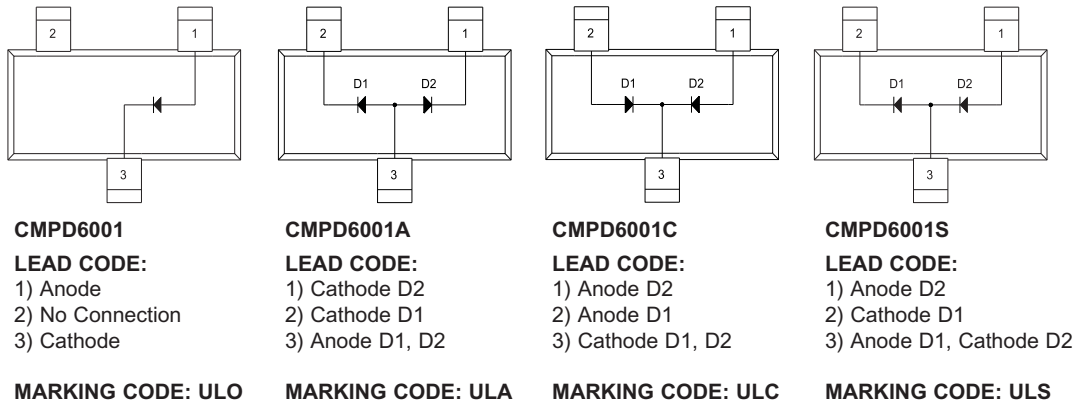 2 1
3
CMPD6001
LEAD CODE:
1) Anode
2) No Connection
3) Cathode
MARKING CODE: ULO
2 1
D1 D2
3
CMPD6001A
LEAD CODE:
1) Cathode D2
2) Cathode D1
3) Anode D1, D2
MARKING CODE: ULA
2 1
D1 D2
3
CMPD6001C
LEAD CODE:
1) Anode D2
2) Anode D1
3) Cathode D1, D2
MARKING CODE: ULC
2 1
D1 D2
3
CMPD6001S
LEAD CODE:
1) Anode D2
2) Cathode D1
3) Anode D1, Cathode D2
MARKING CODE: ULS